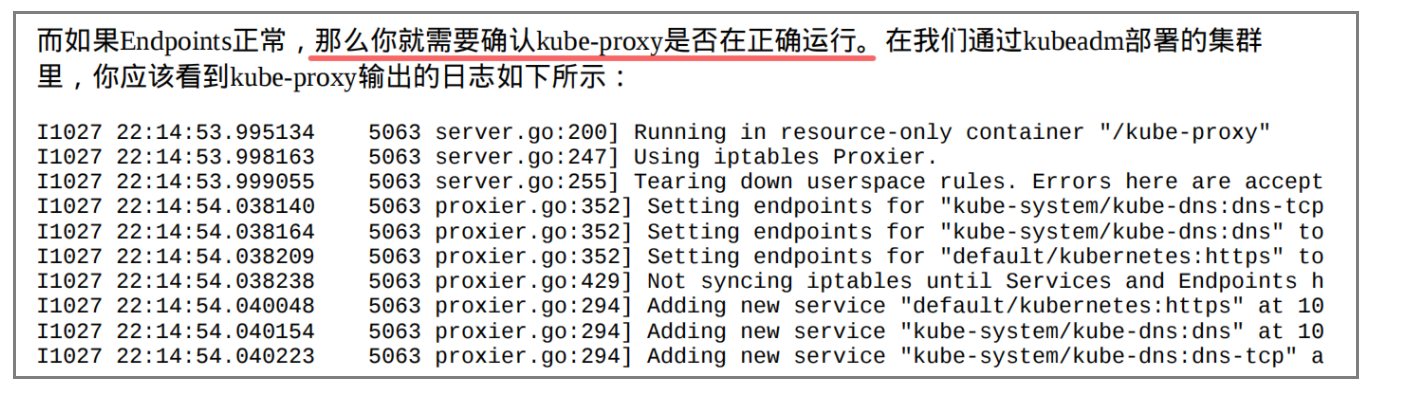 而如果Endpoints正常，那么你就需要确认kube-proxy是否在正确运行。在我们通过kubeadm部署的集群
里，你应该看到kube-proxy输出的日志如下所示：
I1027 22:14:53.995134    5063 server.go:200] Running in resource-only container "/kube-proxy"
I1027 22:14:53.998163    5063 server.go:247] Using iptables Proxier.
I1027 22:14:53.999055    5063 server.go:255] Tearing down userspace rules. Errors here are accept
I1027 22:14:54.038140    5063 proxier.go:352] Setting endpoints for "kube-system/kube-dns:dns-tcp
I1027 22:14:54.038164    5063 proxier.go:352] Setting endpoints for "kube-system/kube-dns:dns" to
I1027 22:14:54.038209    5063 proxier.go:352] Setting endpoints for "default/kubernetes:https" to
I1027 22:14:54.038238    5063 proxier.go:429] Not syncing iptables until Services and Endpoints h
I1027 22:14:54.040048    5063 proxier.go:294] Adding new service "default/kubernetes:https" at 10
I1027 22:14:54.040154    5063 proxier.go:294] Adding new service "kube-system/kube-dns:dns" at 10
I1027 22:14:54.040223    5063 proxier.go:294] Adding new service "kube-system/kube-dns:dns-tcp" a